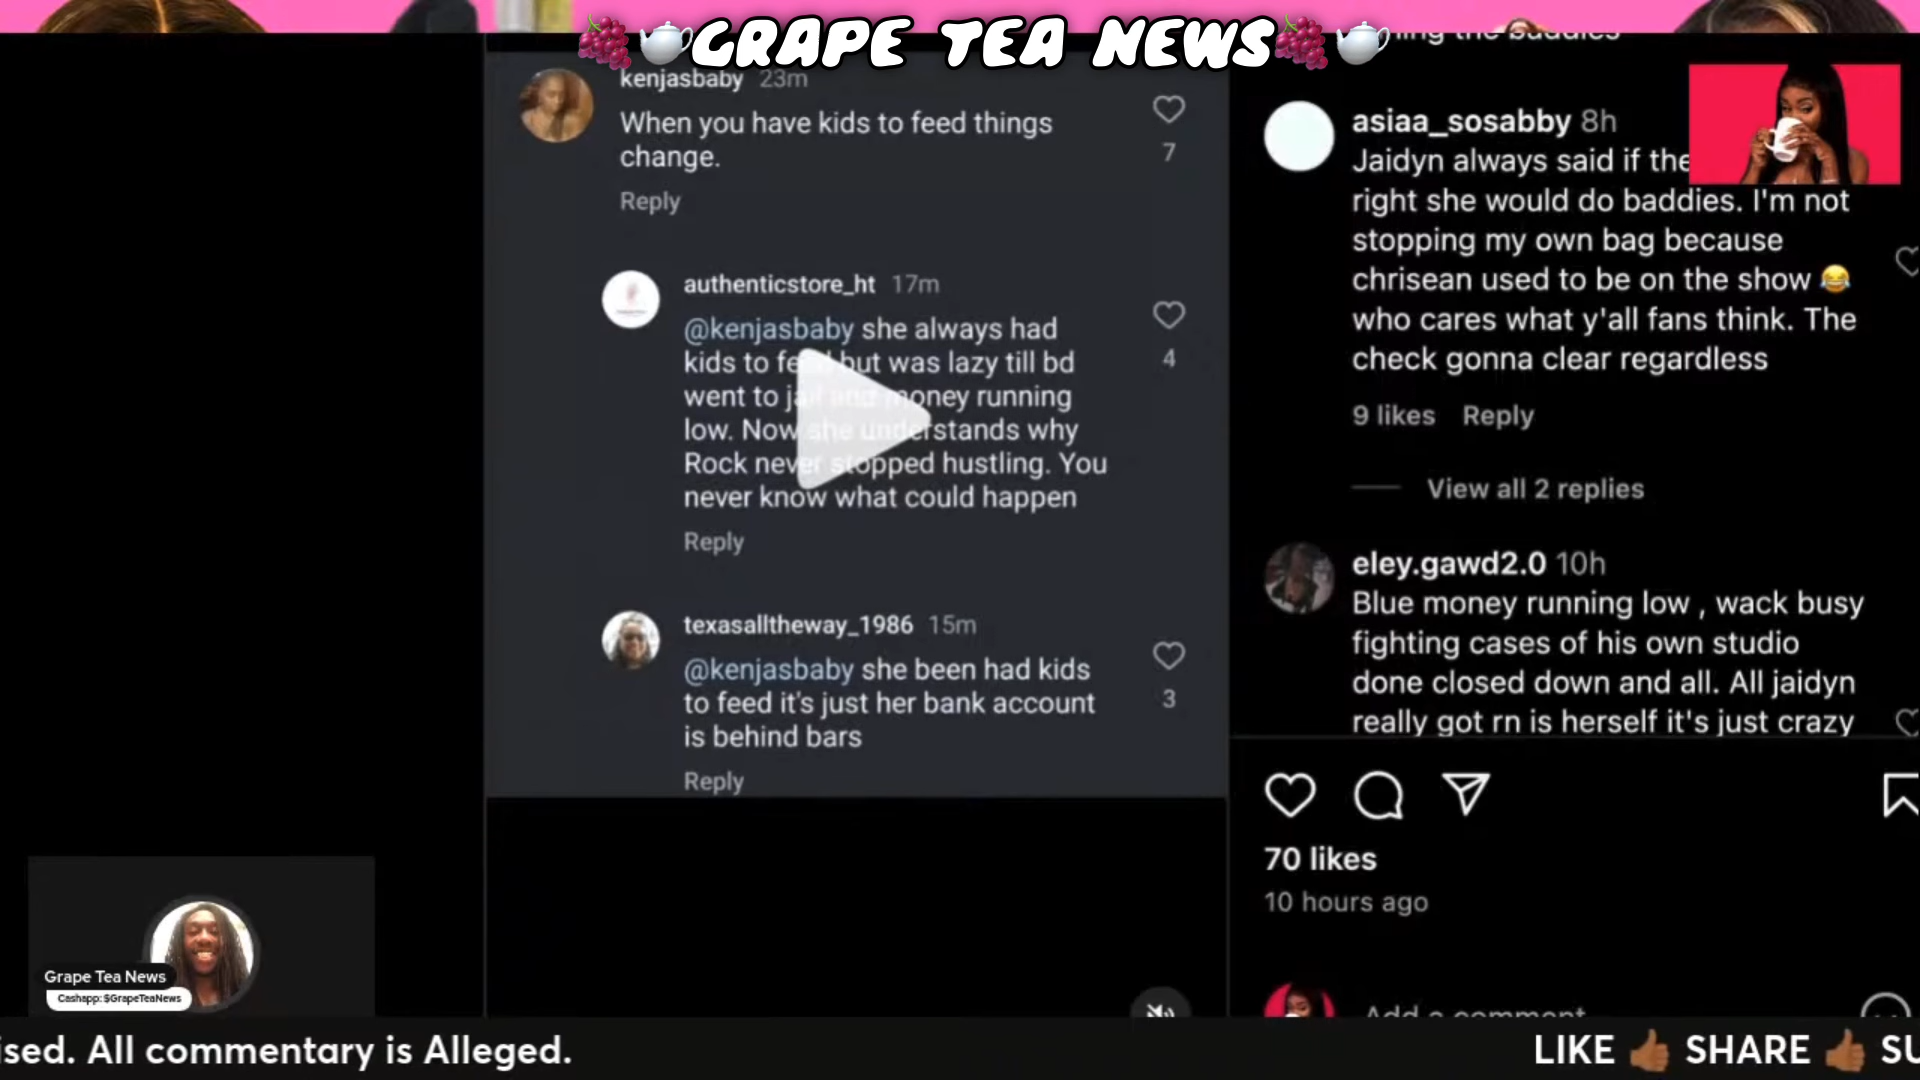 GRAPE TEA NEWS
kenjasbaby 23m
When you have kids to feed things
change.
7
Reply
authenticstore_ht 17m
@kenjasbaby she always had
kids to feed but was lazy till bd
went to jail and money running
low. Now she understands why
Rock never stopped hustling. You
never know what could happen
4
Reply
texasalltheway_1986 15m
@kenjasbaby she been had kids
to feed it's just her bank account
is behind bars
3
Reply
asiaa_sosabby 8h
Jaidyn always said if the
right she would do baddies. I'm not
stopping my own bag because
chrisean used to be on the show 😂
who cares what y'all fans think. The
check gonna clear regardless
9 likes Reply
View all 2 replies
eley.gawd2.0 10h
Blue money running low , wack busy
fighting cases of his own studio
done closed down and all. All jaidyn
really got rn is herself it's just crazy
70 likes
10 hours ago
Add a comment
Grape Tea News
Cashapp: $GrapeTeaNews
ised. All commentary is Alleged.
LIKE 👍🏾 SHARE 👍🏾 SU